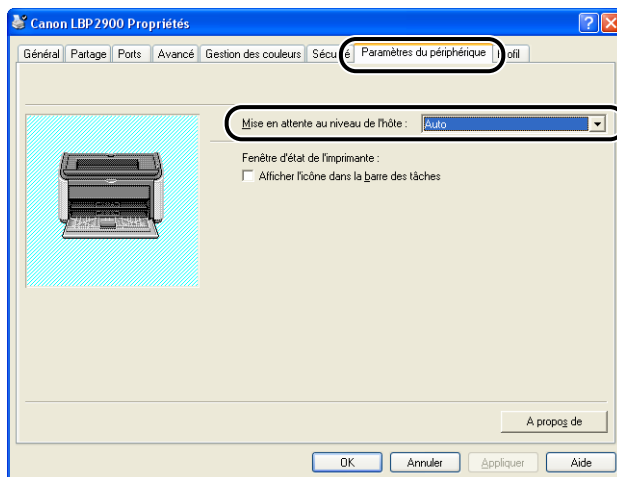 Canon LBP2900 Propriétés
Général Partage Ports Avancé Gestion des couleurs Sécu é Paramètres du périphérique ofil
Mise en attente au niveau de l'hôte : Auto
Fenêtre d'état de l'imprimante :
Afficher l'icône dans la barre des tâches
A propos de
OK Annuler Appliquer Aide